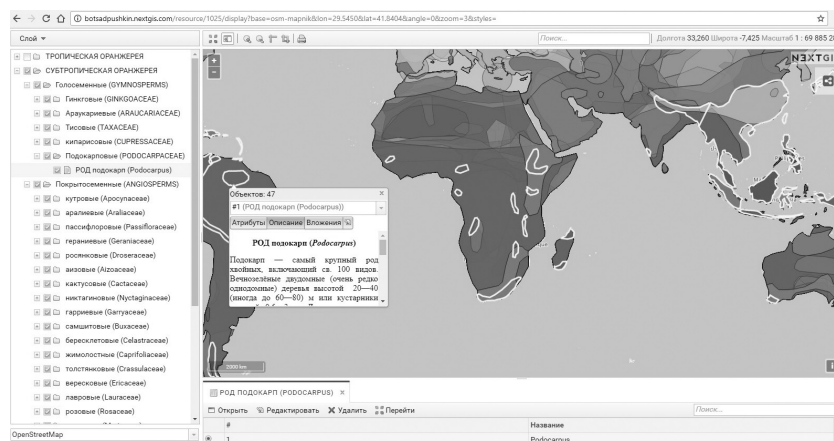 botsadpushkin.nextgis.com/resource/1025/display?base=osm-mapnik&lon=29.5450&lat=41.8404&angle=0&zoom=3&styles=
Слой
Поиск...
Долгота 33,260 Широта -7,425 Масштаб 1 : 69 885 28
NEXTGI
ТРОПИЧЕСКАЯ ОРАНЖЕРЕЯ
СУБТРОПИЧЕСКАЯ ОРАНЖЕРЕЯ
Голосеменные (GYMNOSPERMS)
Гинкговые (GINKGOACEAE)
Араукариевые (ARAUCARIACEAE)
Тисовые (TAXACEAE)
кипарисовые (CUPRESSACEAE)
Подокарповые (PODOCARPACEAE)
РОД подокарп (Podocarpus)
Покрытосеменные (ANGIOSPERMS)
кутровые (Apocynaceae)
аралиевые (Araliaceae)
пассифлоровые (Passifloraceae)
гераниевые (Geraniaceae)
росянковые (Droseraceae)
аизовые (Aizoaceae)
кактусовые (Cactaceae)
никтагиновые (Nyctaginaceae)
гарриевые (Garryaceae)
самшитовые (Buxaceae)
бересклетовые (Celastraceae)
жимолостные (Caprifoliaceae)
толстянковые (Crassulaceae)
вересковые (Ericaceae)
лавровые (Lauraceae)
розовые (Rosaceae)
OpenStreetMap
Объектов: 47
#1 (РОД подокарп (Podocarpus))
Атрибуты Описание Вложения
РОД подокарп (Podocarpus)
Подокарп — самый крупный род
хвойных, включающий св. 100 видов.
Вечнозелёные двудомные (очень редко
однодомные) деревья высотой 20—40
(иногда до 60—80) м или кустарники
2000 km
РОД ПОДОКАРП (PODOCARPUS) ×
Открыть Редактировать Удалить Перейти
Поиск...
# Название
1 Podocarpus